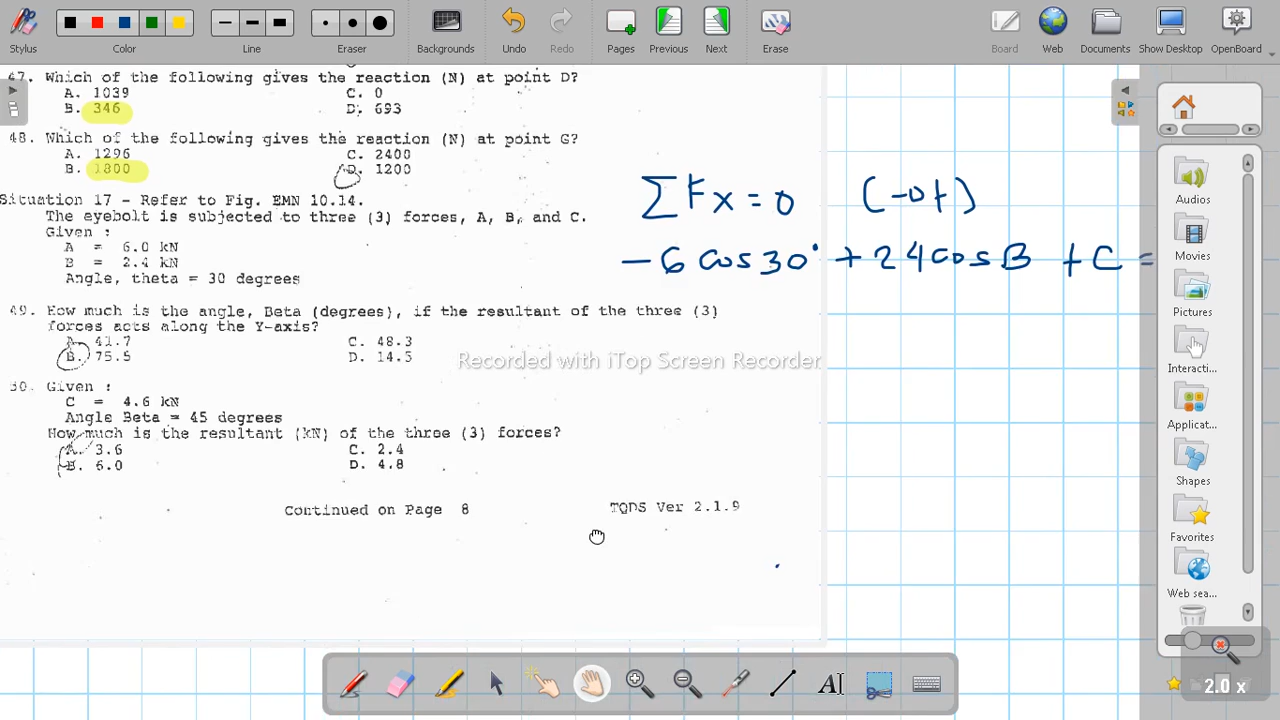 Stylus Color Line Eraser Backgrounds Undo Redo Pages Previous Next Erase Board Web Documents Show Desktop OpenBoard
47. Which of the following gives the reaction (N) at point D?
A. 1039 C. 0
B. 346 D. 693
48. Which of the following gives the reaction (N) at point G?
A. 1296 C. 2400
B. 1800 D. 1200
Situation 17 - Refer to Fig. EMN 10.14.
The eyebolt is subjected to three (3) forces, A, B, and C.
Given :
A = 6.0 kN
B = 2.4 kN
Angle, theta = 30 degrees
49. How much is the angle, Beta (degrees), if the resultant of the three (3)
forces acts along the Y-axis?
A. 41.7 C. 48.3
B. 75.5 D. 14.5
50. Given :
C = 4.6 kN
Angle Beta = 45 degrees
How much is the resultant (kN) of the three (3) forces?
A. 3.6 C. 2.4
B. 6.0 D. 4.8
Continued on Page 8 TQDS Ver 2.1.9
∑Fx = 0 (→+)
-6 cos30° + 24cosB + C =
Recorded with iTop Screen Recorder
Audios
Movies
Pictures
Interacti...
Applicat...
Shapes
Favorites
Web sea...
2.0 x